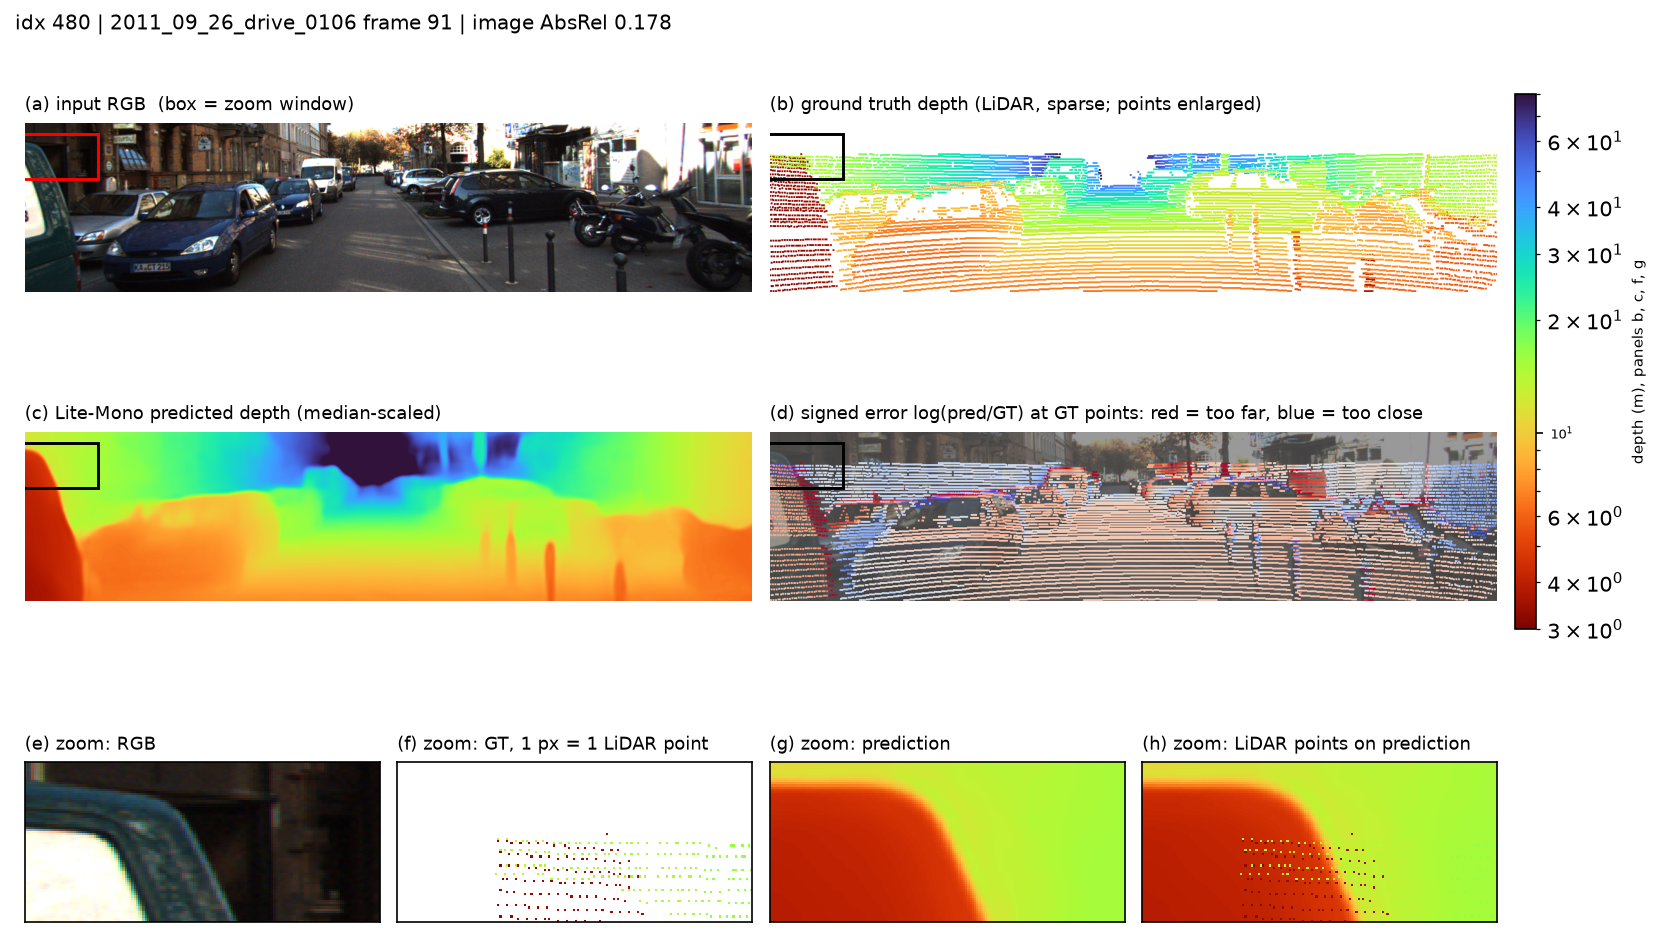 idx 480 | 2011_09_26_drive_0106 frame 91 | image AbsRel 0.178
(a) input RGB  (box = zoom window)
(b) ground truth depth (LiDAR, sparse; points enlarged)
(c) Lite-Mono predicted depth (median-scaled)
(d) signed error log(pred/GT) at GT points: red = too far, blue = too close
6 × 10¹
4 × 10¹
3 × 10¹
2 × 10¹
10¹
6 × 10⁰
4 × 10⁰
3 × 10⁰
depth (m), panels b, c, f, g
(e) zoom: RGB
(f) zoom: GT, 1 px = 1 LiDAR point
(g) zoom: prediction
(h) zoom: LiDAR points on prediction